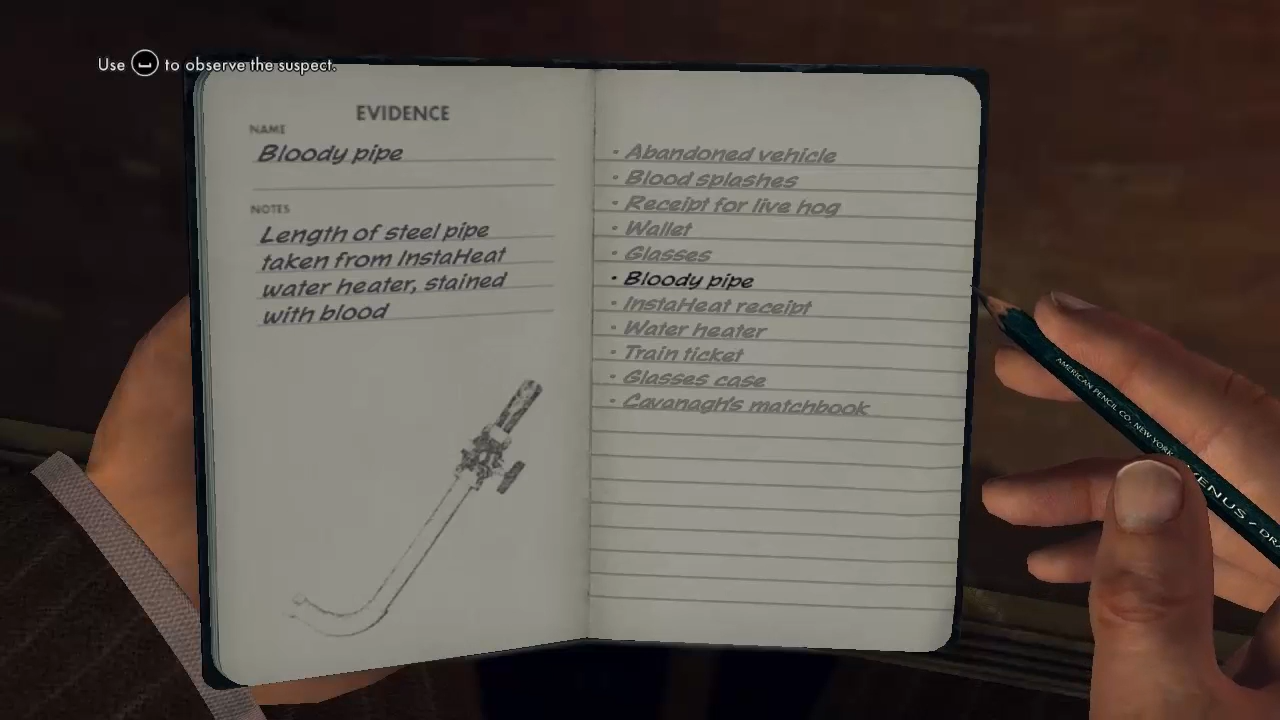 Use to observe the suspect.
EVIDENCE
NAME
Bloody pipe
NOTES
Length of steel pipe
taken from InstaHeat
water heater, stained
with blood
· Abandoned vehicle
· Blood splashes
· Receipt for live hog
· Wallet
· Glasses
· Bloody pipe
· InstaHeat receipt
· Water heater
· Train ticket
· Glasses case
· Cavanagh's matchbook
AMERICAN PENCIL CO. NEW YORK
VENUS / DRA